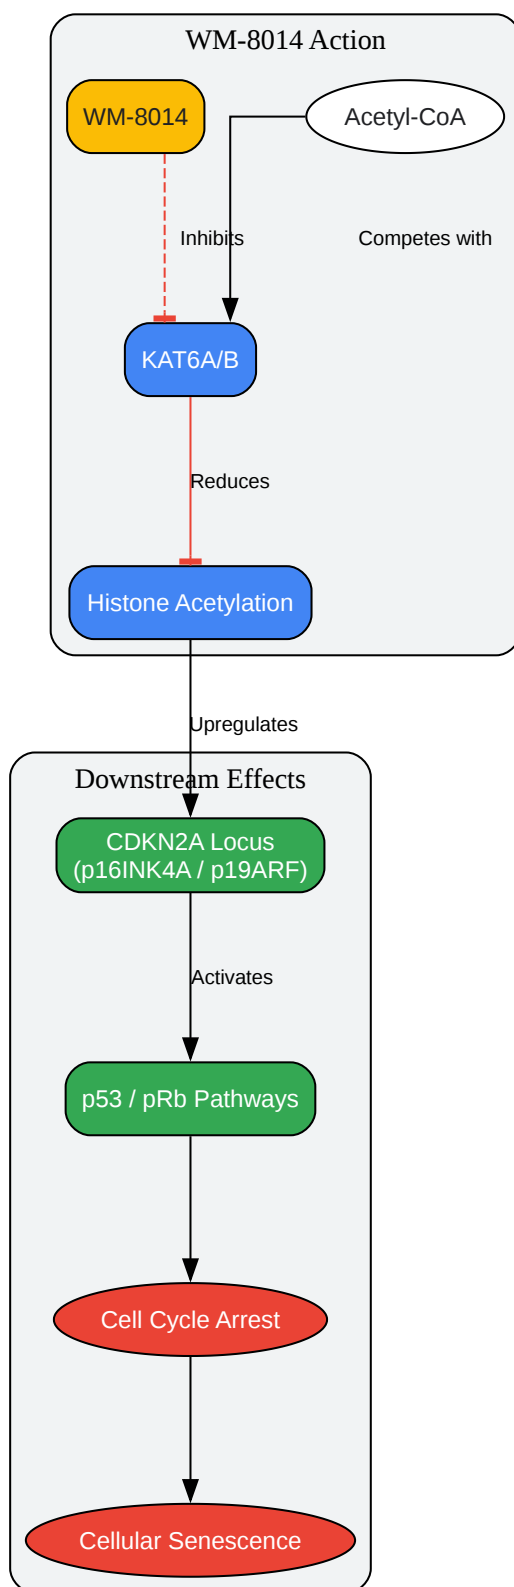 WM-8014 Action
WM-8014
Acetyl-CoA
Inhibits
Competes with
KAT6A/B
Reduces
Histone Acetylation
Upregulates
Downstream Effects
CDKN2A Locus
(p16INK4A / p19ARF)
Activates
p53 / pRb Pathways
Cell Cycle Arrest
Cellular Senescence